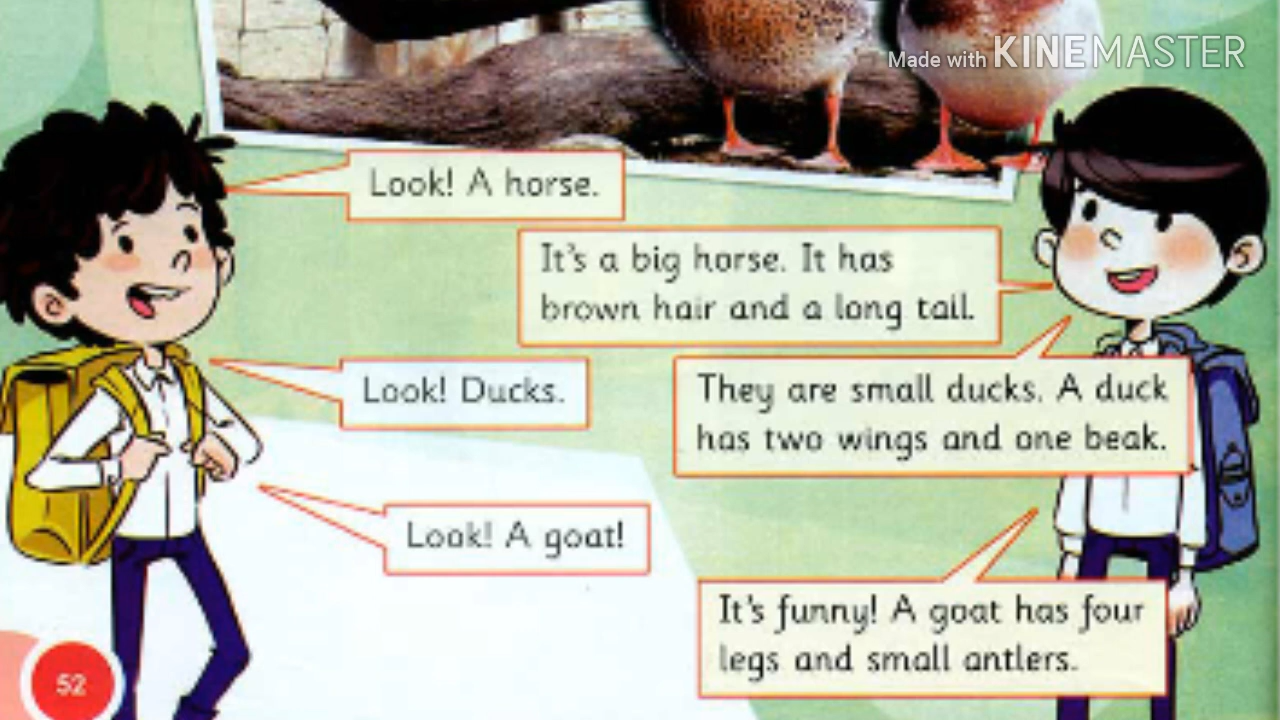 Made with KINEMASTER
Look! A horse.
It's a big horse. It has
brown hair and a long tail.
Look! Ducks.
They are small ducks. A duck
has two wings and one beak.
Look! A goat!
It's funny! A goat has four
legs and small antlers.
52